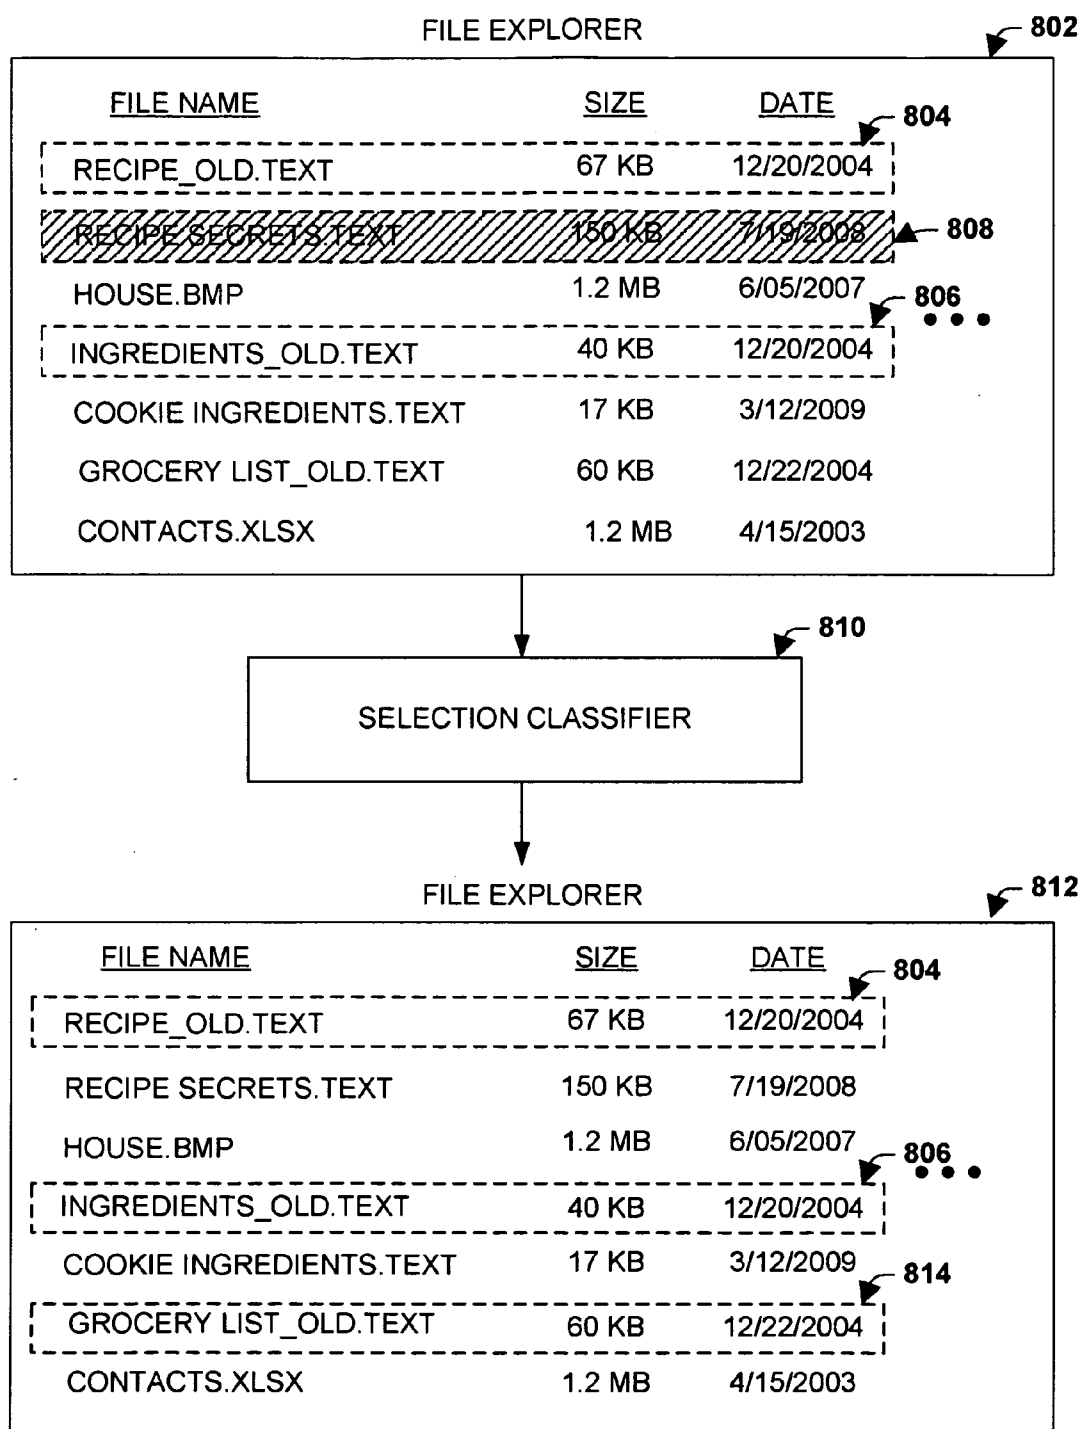 FILE EXPLORER 802
FILE NAME SIZE DATE 804
RECIPE_OLD.TEXT 67 KB 12/20/2004
RECIPE SECRETS.TEXT 150 KB 7/19/2008 808
HOUSE.BMP 1.2 MB 6/05/2007 806
INGREDIENTS_OLD.TEXT 40 KB 12/20/2004
COOKIE INGREDIENTS.TEXT 17 KB 3/12/2009
GROCERY LIST_OLD.TEXT 60 KB 12/22/2004
CONTACTS.XLSX 1.2 MB 4/15/2003
810
SELECTION CLASSIFIER
FILE EXPLORER 812
FILE NAME SIZE DATE 804
RECIPE_OLD.TEXT 67 KB 12/20/2004
RECIPE SECRETS.TEXT 150 KB 7/19/2008
HOUSE.BMP 1.2 MB 6/05/2007 806
INGREDIENTS_OLD.TEXT 40 KB 12/20/2004
COOKIE INGREDIENTS.TEXT 17 KB 3/12/2009 814
GROCERY LIST_OLD.TEXT 60 KB 12/22/2004
CONTACTS.XLSX 1.2 MB 4/15/2003